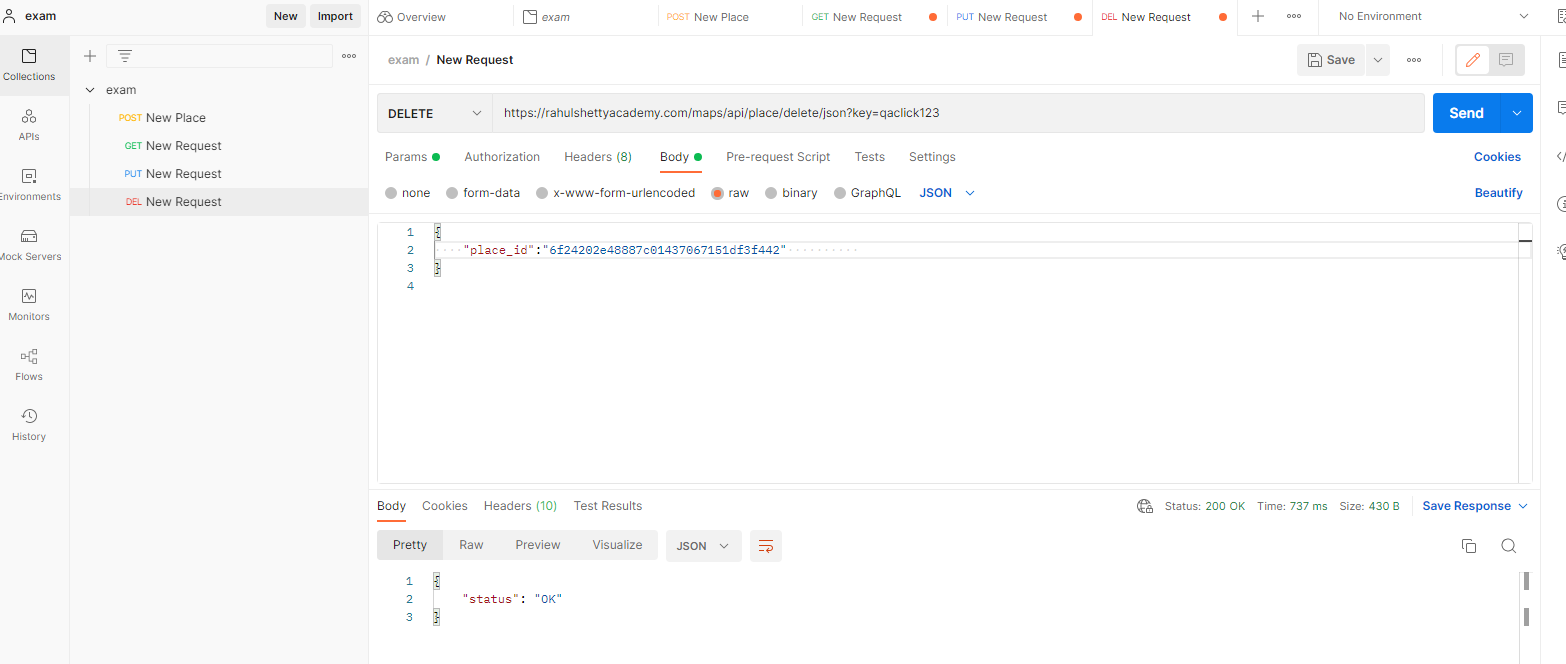 exam
New
Import
Overview
exam
POST New Place
GET New Request
PUT New Request
DEL New Request
No Environment
Collections
APIs
Environments
Mock Servers
Monitors
Flows
History
exam
POST New Place
GET New Request
PUT New Request
DEL New Request
exam / New Request
Save
DELETE
https://rahulshettyacademy.com/maps/api/place/delete/json?key=qaclick123
Send
Params
Authorization
Headers (8)
Body
Pre-request Script
Tests
Settings
Cookies
none
form-data
x-www-form-urlencoded
raw
binary
GraphQL
JSON
Beautify
1 {
2 "place_id":"6f24202e48887c01437067151df3f442"
3 }
4
Body
Cookies
Headers (10)
Test Results
Status: 200 OK
Time: 737 ms
Size: 430 B
Save Response
Pretty
Raw
Preview
Visualize
JSON
1 {
2 "status": "OK"
3 }